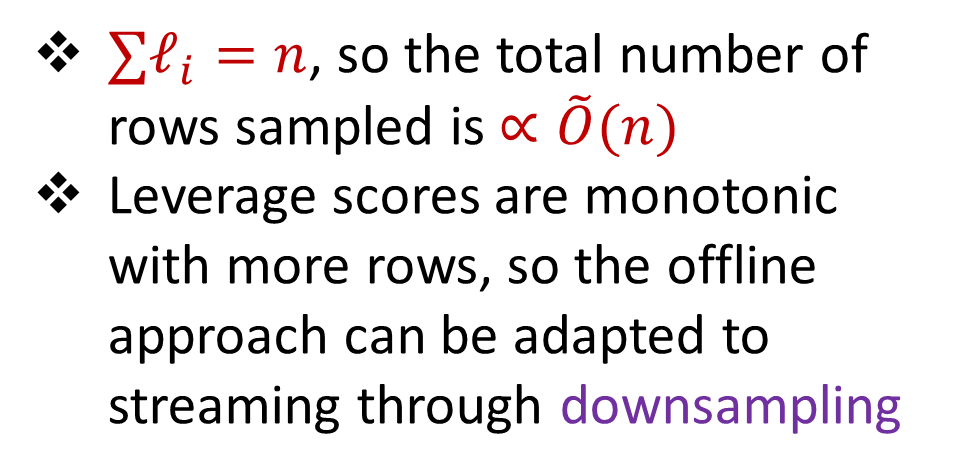 ❖ ∑ℓᵢ = n, so the total number of
rows sampled is ∝ Õ(n)
❖ Leverage scores are monotonic
with more rows, so the offline
approach can be adapted to
streaming through downsampling